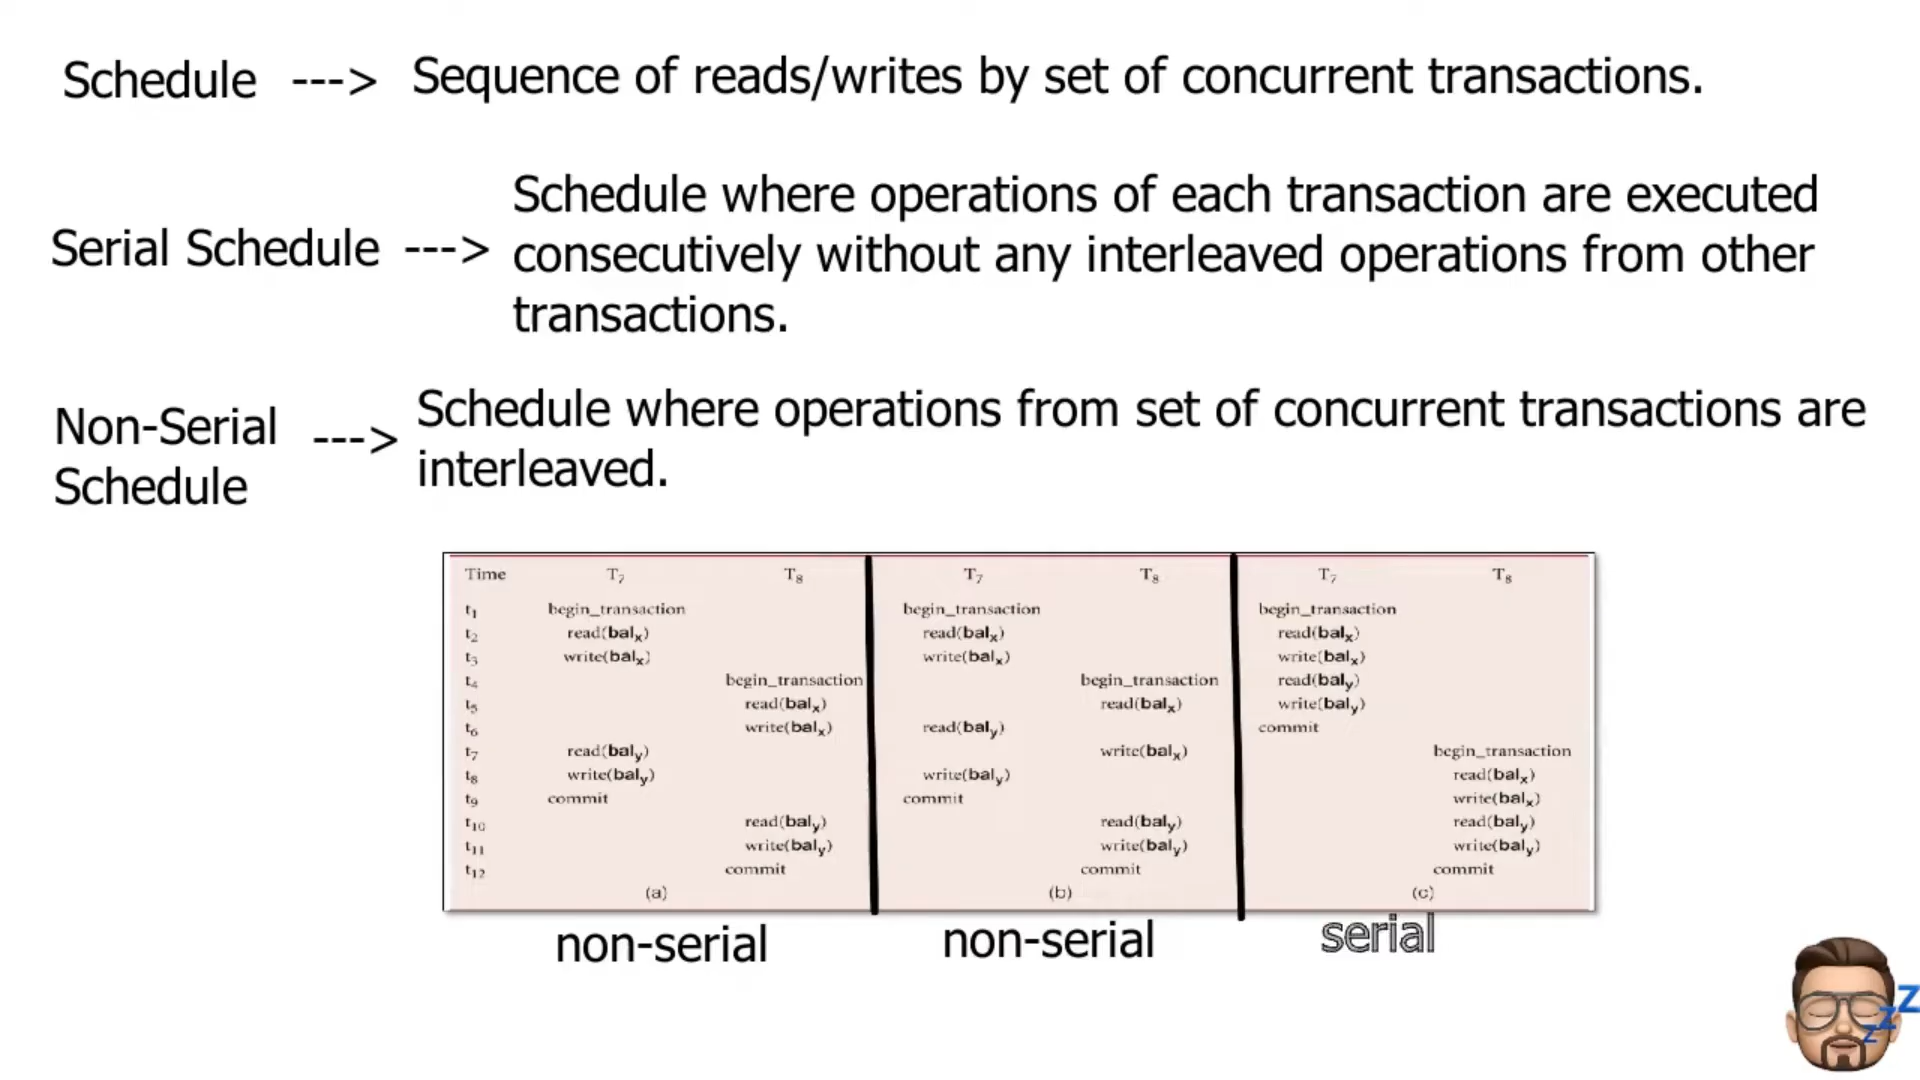 Schedule ---> Sequence of reads/writes by set of concurrent transactions.
Serial Schedule ---> Schedule where operations of each transaction are executed
consecutively without any interleaved operations from other
transactions.
Non-Serial Schedule ---> Schedule where operations from set of concurrent transactions are
interleaved.
Time T7 T8 T7 T8 T7 T8
t1 begin_transaction begin_transaction begin_transaction
t2 read(balx) read(balx) read(balx)
t3 write(balx) write(balx) write(balx)
t4 begin_transaction begin_transaction read(baly)
t5 read(balx) read(balx) write(baly)
t6 write(balx) read(baly) commit
t7 read(baly) write(balx) begin_transaction
t8 write(baly) write(baly) read(balx)
t9 commit commit write(balx)
t10 read(baly) read(baly) read(baly)
t11 write(baly) write(baly) write(baly)
t12 commit commit commit
(a) (b) (c)
non-serial non-serial serial
z z Z